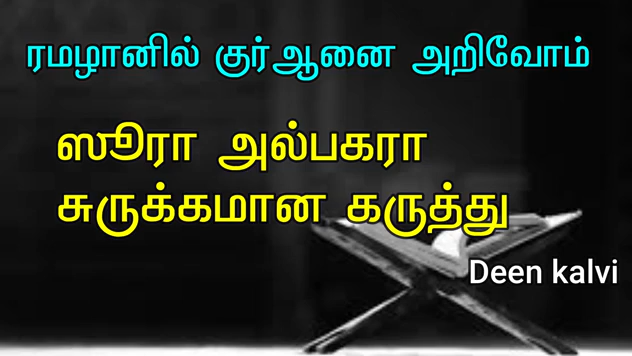 ரமழானில் குர்ஆனை அறிவோம்
ஸூரா அல்பகரா
சுருக்கமான கருத்து
Deen kalvi